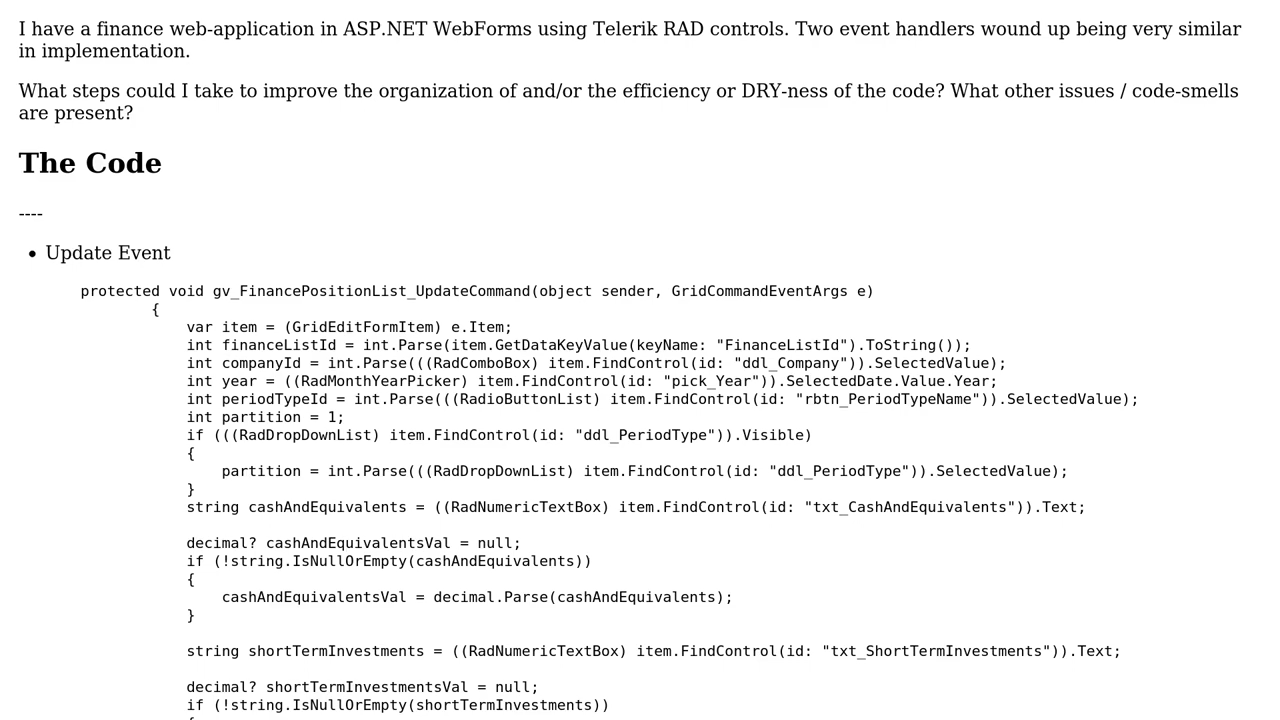 I have a finance web-application in ASP.NET WebForms using Telerik RAD controls. Two event handlers wound up being very similar
in implementation.
What steps could I take to improve the organization of and/or the efficiency or DRY-ness of the code? What other issues / code-smells
are present?
The Code
----
• Update Event
protected void gv_FinancePositionList_UpdateCommand(object sender, GridCommandEventArgs e)
{
var item = (GridEditFormItem) e.Item;
int financeListId = int.Parse(item.GetDataKeyValue(keyName: "FinanceListId").ToString());
int companyId = int.Parse(((RadComboBox) item.FindControl(id: "ddl_Company")).SelectedValue);
int year = ((RadMonthYearPicker) item.FindControl(id: "pick_Year")).SelectedDate.Value.Year;
int periodTypeId = int.Parse(((RadioButtonList) item.FindControl(id: "rbtn_PeriodTypeName")).SelectedValue);
int partition = 1;
if (((RadDropDownList) item.FindControl(id: "ddl_PeriodType")).Visible)
{
partition = int.Parse(((RadDropDownList) item.FindControl(id: "ddl_PeriodType")).SelectedValue);
}
string cashAndEquivalents = ((RadNumericTextBox) item.FindControl(id: "txt_CashAndEquivalents")).Text;
decimal? cashAndEquivalentsVal = null;
if (!string.IsNullOrEmpty(cashAndEquivalents))
{
cashAndEquivalentsVal = decimal.Parse(cashAndEquivalents);
}
string shortTermInvestments = ((RadNumericTextBox) item.FindControl(id: "txt_ShortTermInvestments")).Text;
decimal? shortTermInvestmentsVal = null;
if (!string.IsNullOrEmpty(shortTermInvestments))